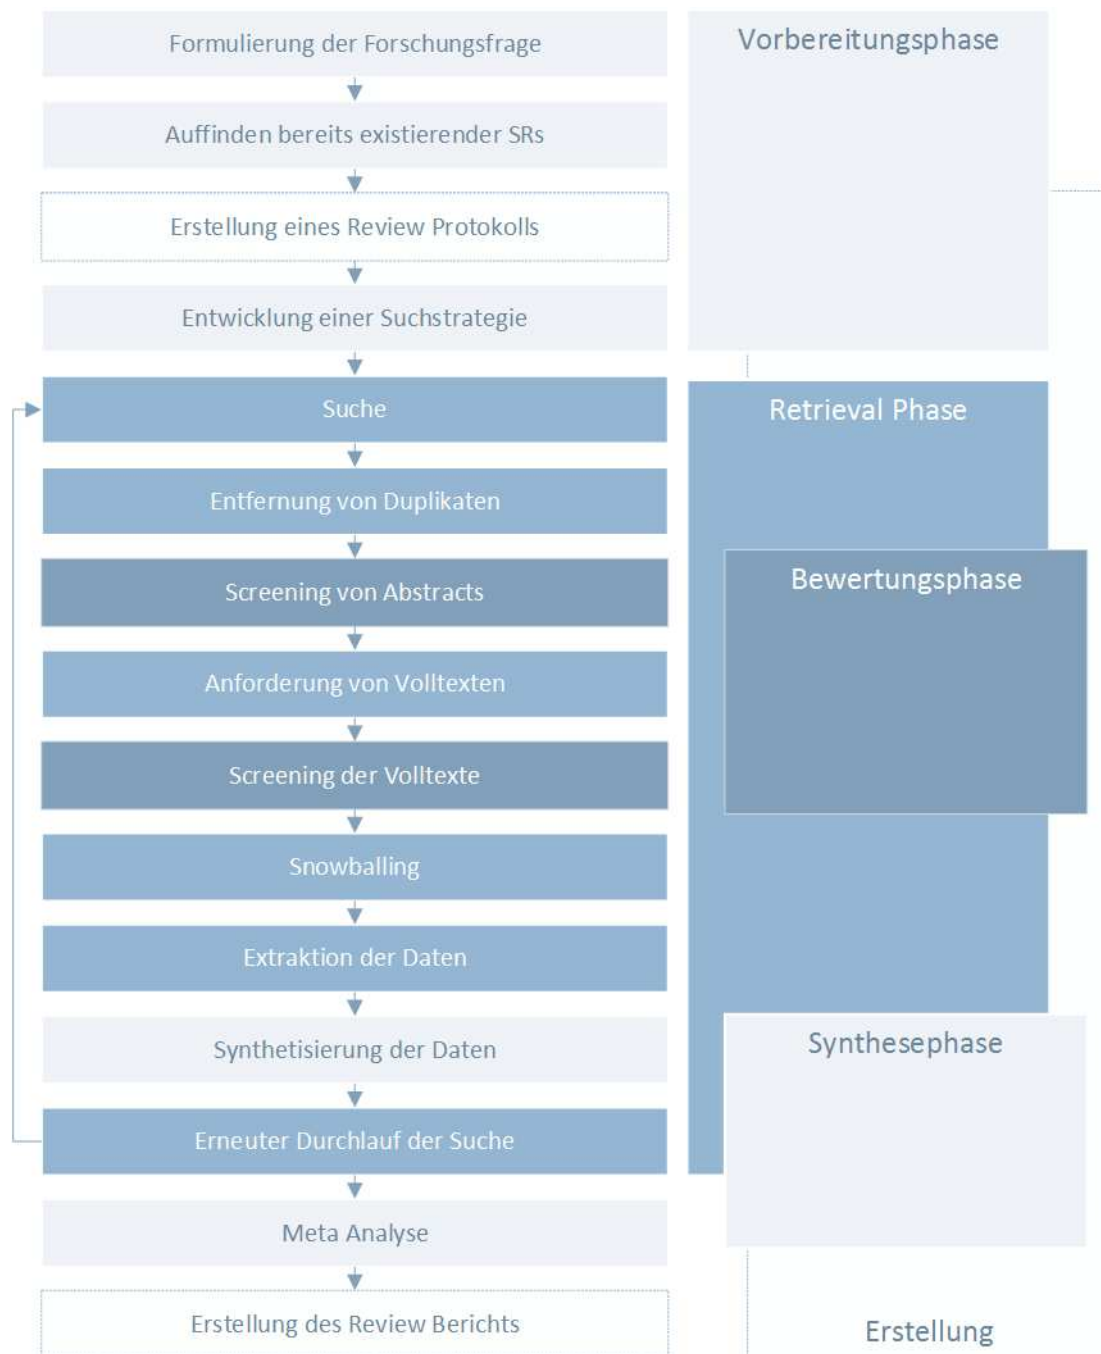 Formulierung der Forschungsfrage
Auffinden bereits existierender SRs
Erstellung eines Review Protokolls
Entwicklung einer Suchstrategie
Suche
Entfernung von Duplikaten
Screening von Abstracts
Anforderung von Volltexten
Screening der Volltexte
Snowballing
Extraktion der Daten
Synthetisierung der Daten
Erneuter Durchlauf der Suche
Meta Analyse
Erstellung des Review Berichts
Vorbereitungsphase
Retrieval Phase
Bewertungsphase
Synthesephase
Erstellung